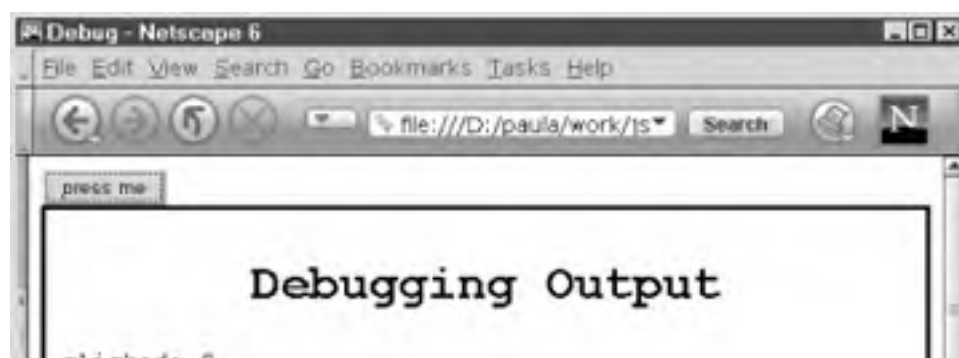 Debug - Netscape 6
File Edit View Search Go Bookmarks Tasks Help
file:///D:/paula/work/js Search N
press me
Debugging Output